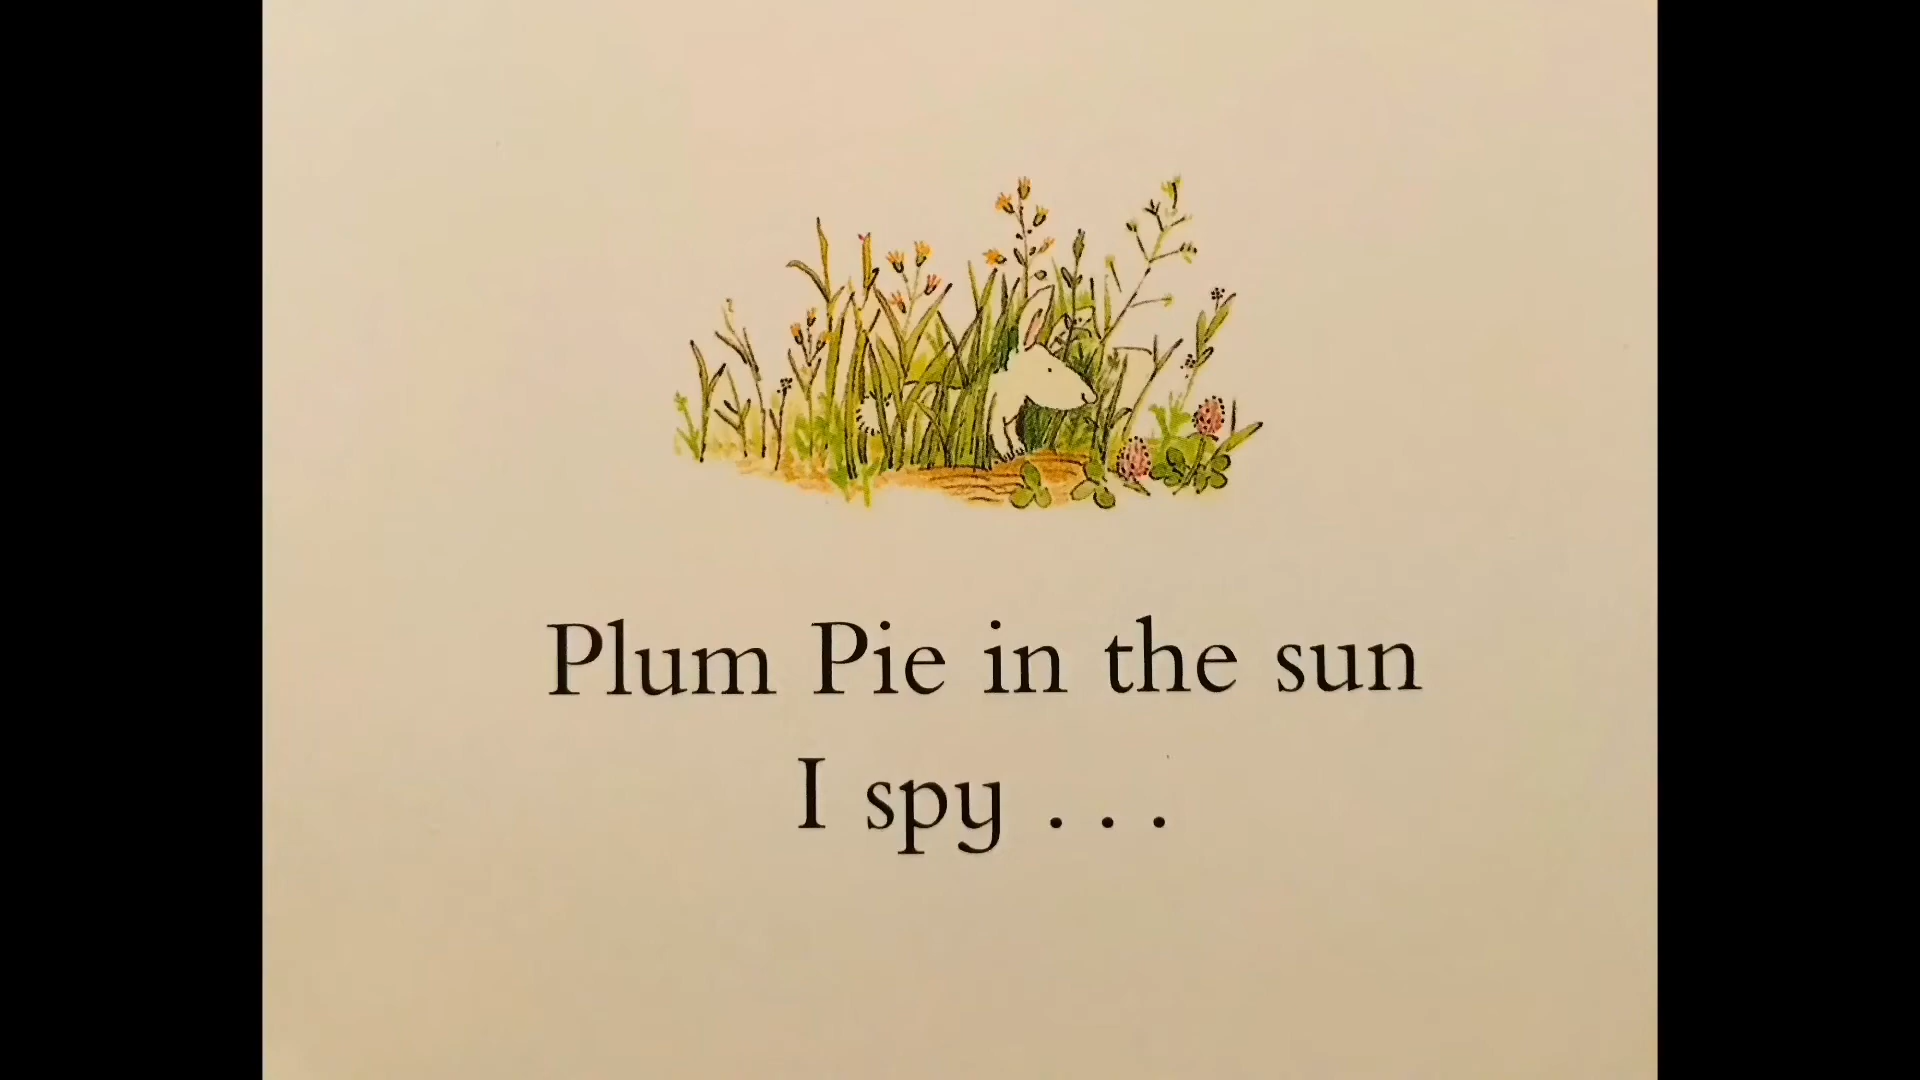 Plum Pie in the sun
I spy . . .